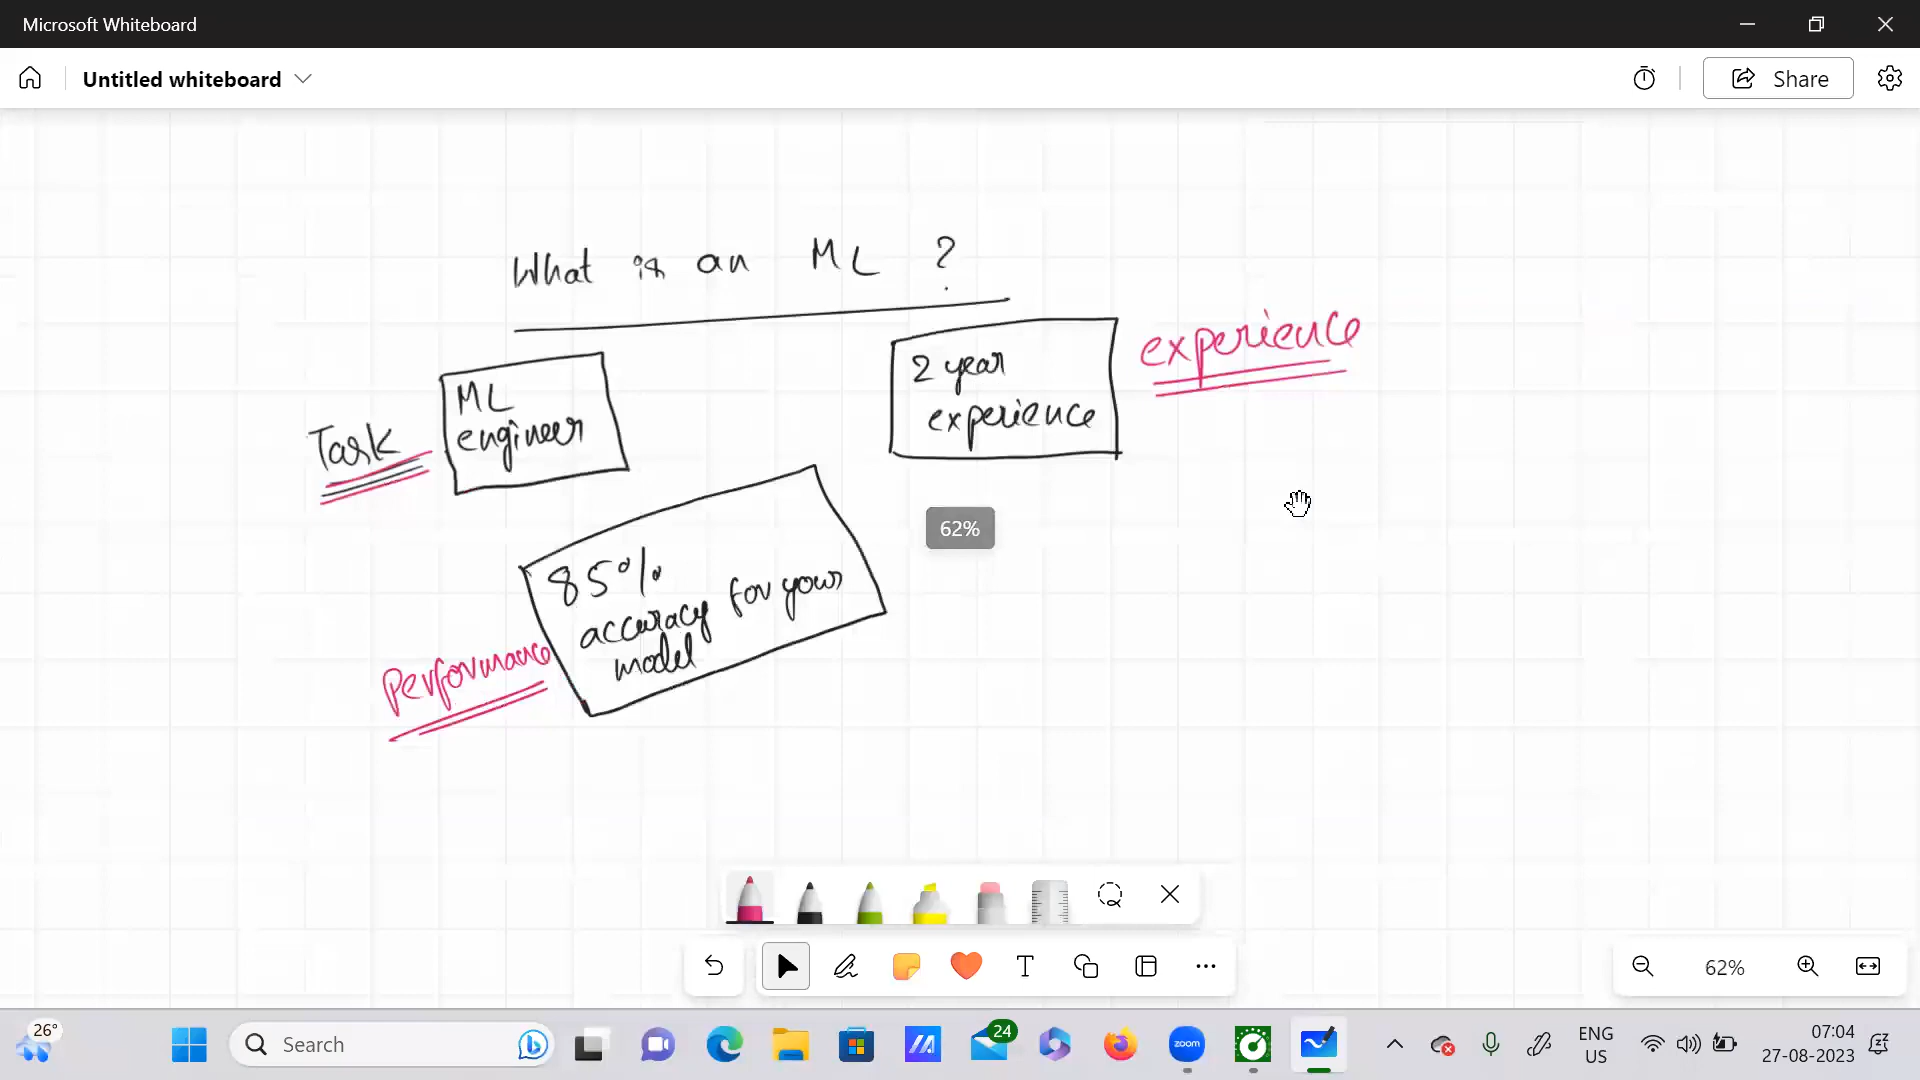 Microsoft Whiteboard
Untitled whiteboard
Share
What is an ML ?
experience
2 year
experience
ML
engineer
Task
62%
85%
accuracy for your
model
Performance
62%
26°
Search
24
zoom
ENG
US
07:04
27-08-2023